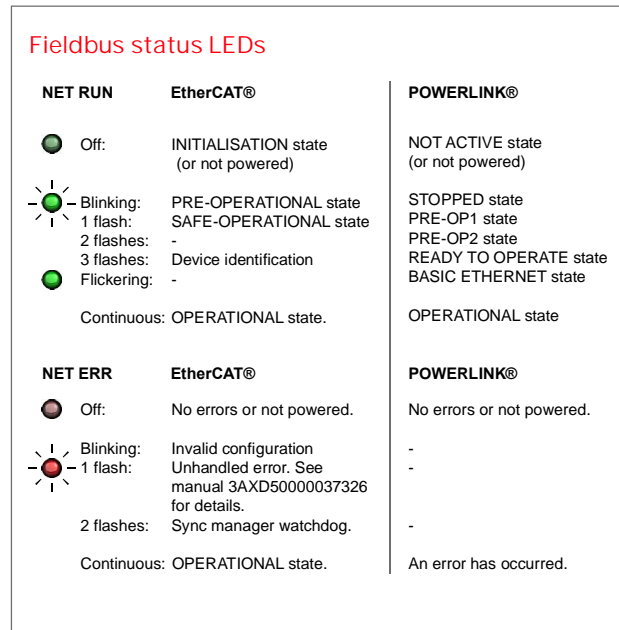 Fieldbus status LEDs
NET RUN EtherCAT® POWERLINK®
Off: INITIALISATION state NOT ACTIVE state
(or not powered) (or not powered)
Blinking: PRE-OPERATIONAL state STOPPED state
1 flash: SAFE-OPERATIONAL state PRE-OP1 state
2 flashes: - PRE-OP2 state
3 flashes: Device identification READY TO OPERATE state
Flickering: - BASIC ETHERNET state
Continuous: OPERATIONAL state. OPERATIONAL state
NET ERR EtherCAT® POWERLINK®
Off: No errors or not powered. No errors or not powered.
Blinking: Invalid configuration -
1 flash: Unhandled error. See -
manual 3AXD50000037326
for details.
2 flashes: Sync manager watchdog. -
Continuous: OPERATIONAL state. An error has occurred.